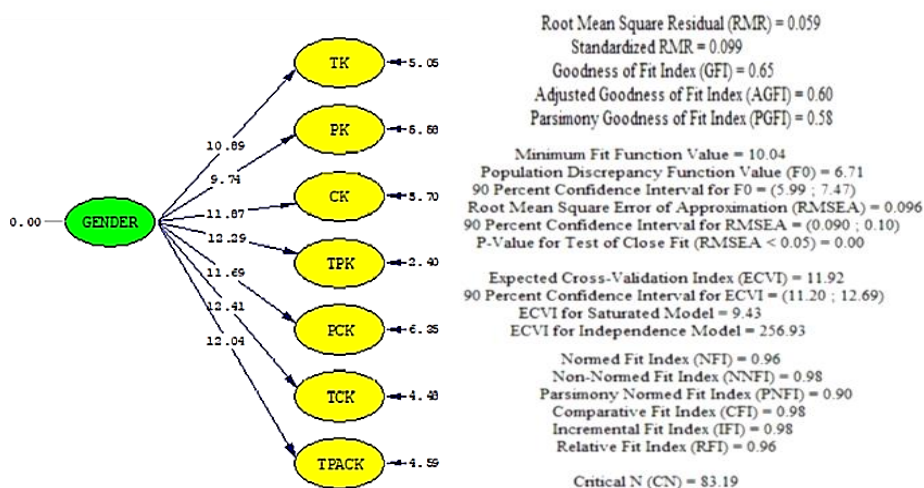 TK
5.05
10.89
PK
5.58
9.74
CK
5.70
11.87
0.00
GENDER
12.29
TPK
2.40
11.69
PCK
6.35
12.41
12.04
TCK
4.48
TPACK
4.59
Root Mean Square Residual (RMR) = 0.059
Standardized RMR = 0.099
Goodness of Fit Index (GFI) = 0.65
Adjusted Goodness of Fit Index (AGFI) = 0.60
Parsimony Goodness of Fit Index (PGFI) = 0.58
Minimum Fit Function Value = 10.04
Population Discrepancy Function Value (F0) = 6.71
90 Percent Confidence Interval for F0 = (5.99 ; 7.47)
Root Mean Square Error of Approximation (RMSEA) = 0.096
90 Percent Confidence Interval for RMSEA = (0.090 ; 0.10)
P-Value for Test of Close Fit (RMSEA < 0.05) = 0.00
Expected Cross-Validation Index (ECVI) = 11.92
90 Percent Confidence Interval for ECVI = (11.20 ; 12.69)
ECVI for Saturated Model = 9.43
ECVI for Independence Model = 256.93
Normed Fit Index (NFI) = 0.96
Non-Normed Fit Index (NNFI) = 0.98
Parsimony Normed Fit Index (PNFI) = 0.90
Comparative Fit Index (CFI) = 0.98
Incremental Fit Index (IFI) = 0.98
Relative Fit Index (RFI) = 0.96
Critical N (CN) = 83.19